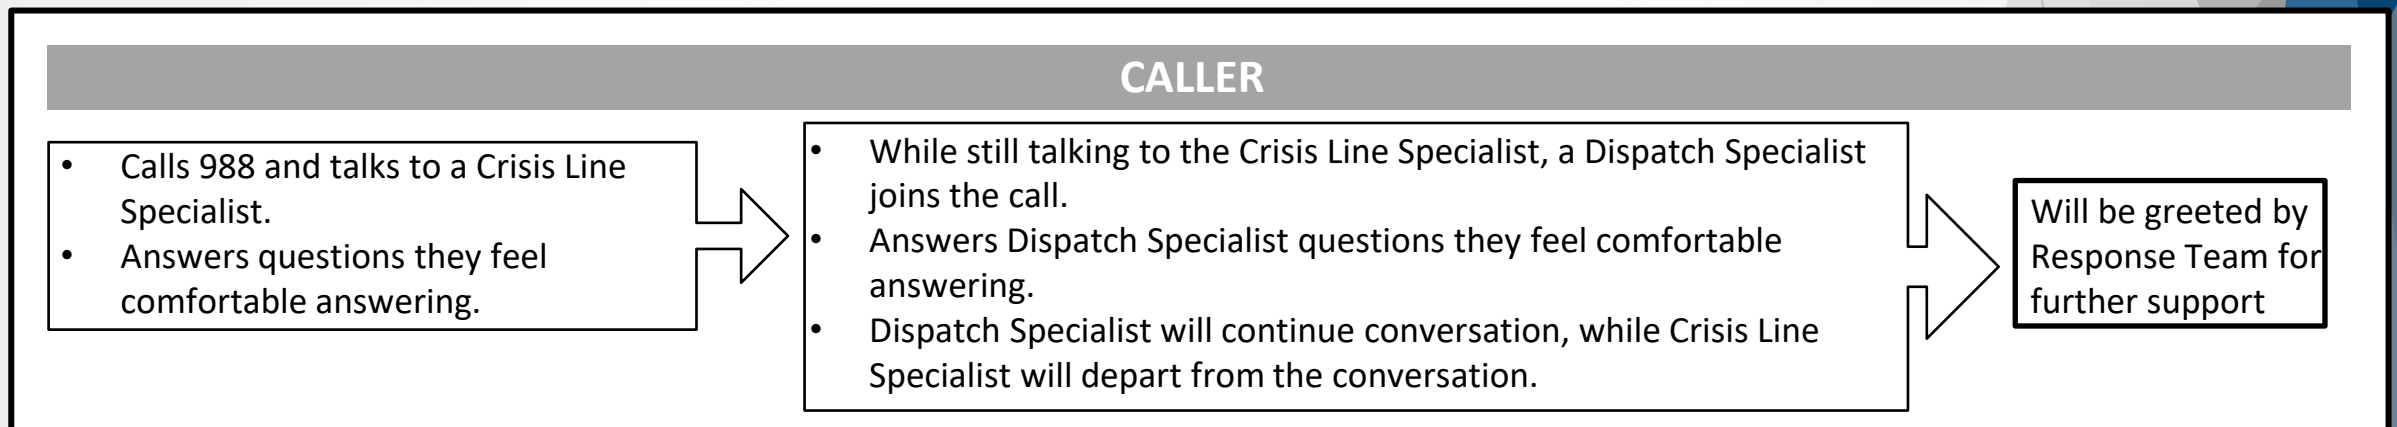 CALLER
• Calls 988 and talks to a Crisis Line
Specialist.
• Answers questions they feel
comfortable answering.
• While still talking to the Crisis Line Specialist, a Dispatch Specialist
joins the call.
• Answers Dispatch Specialist questions they feel comfortable
answering.
• Dispatch Specialist will continue conversation, while Crisis Line
Specialist will depart from the conversation.
Will be greeted by
Response Team for
further support